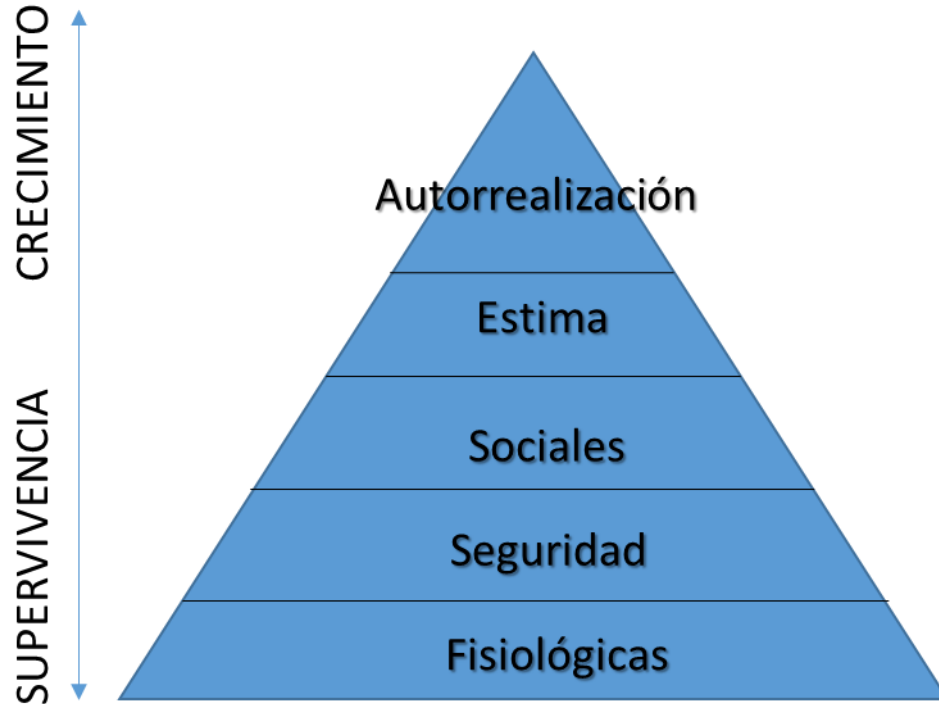 CRECIMIENTO
SUPERVIVENCIA
Autorrealización
Estima
Sociales
Seguridad
Fisiológicas